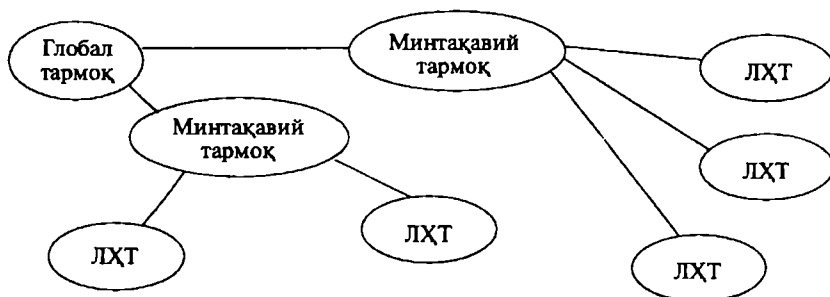 Глобал
тармоқ
Минтақавий
тармоқ
ЛҲТ
Минтақавий
тармоқ
ЛҲТ
ЛҲТ
ЛҲТ
ЛҲТ